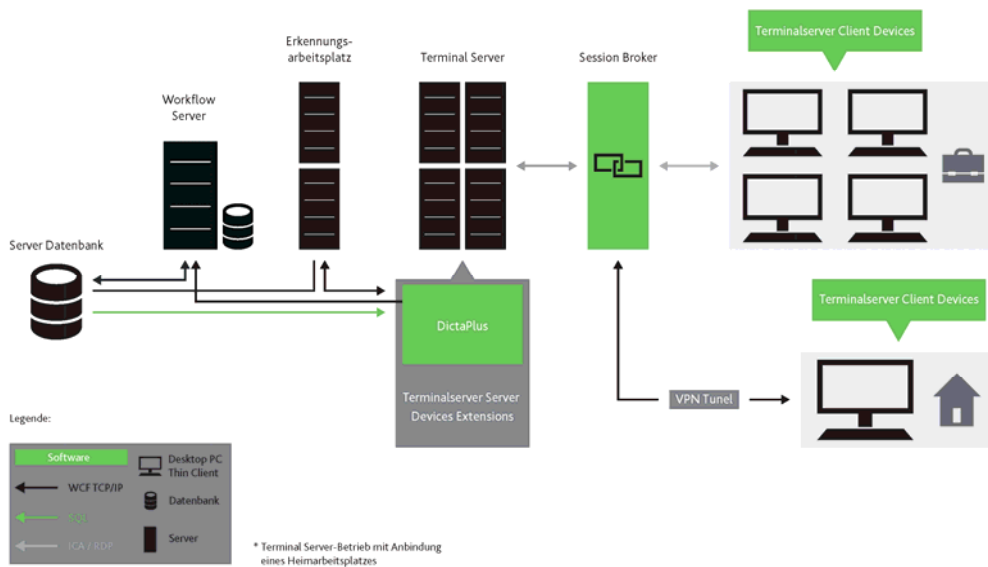 Terminalserver Client Devices
Erkennungs-
arbeitsplatz
Terminal Server
Session Broker
Workflow
Server
Server Datenbank
DictaPlus
Terminalserver Server
Devices Extensions
Terminalserver Client Devices
VPN Tunel
Legende:
Software
WCF TCP/IP
SQL
ICA / RDP
Desktop PC
Thin Client
Datenbank
Server
* Terminal Server-Betrieb mit Anbindung
eines Heimarbeitsplatzes